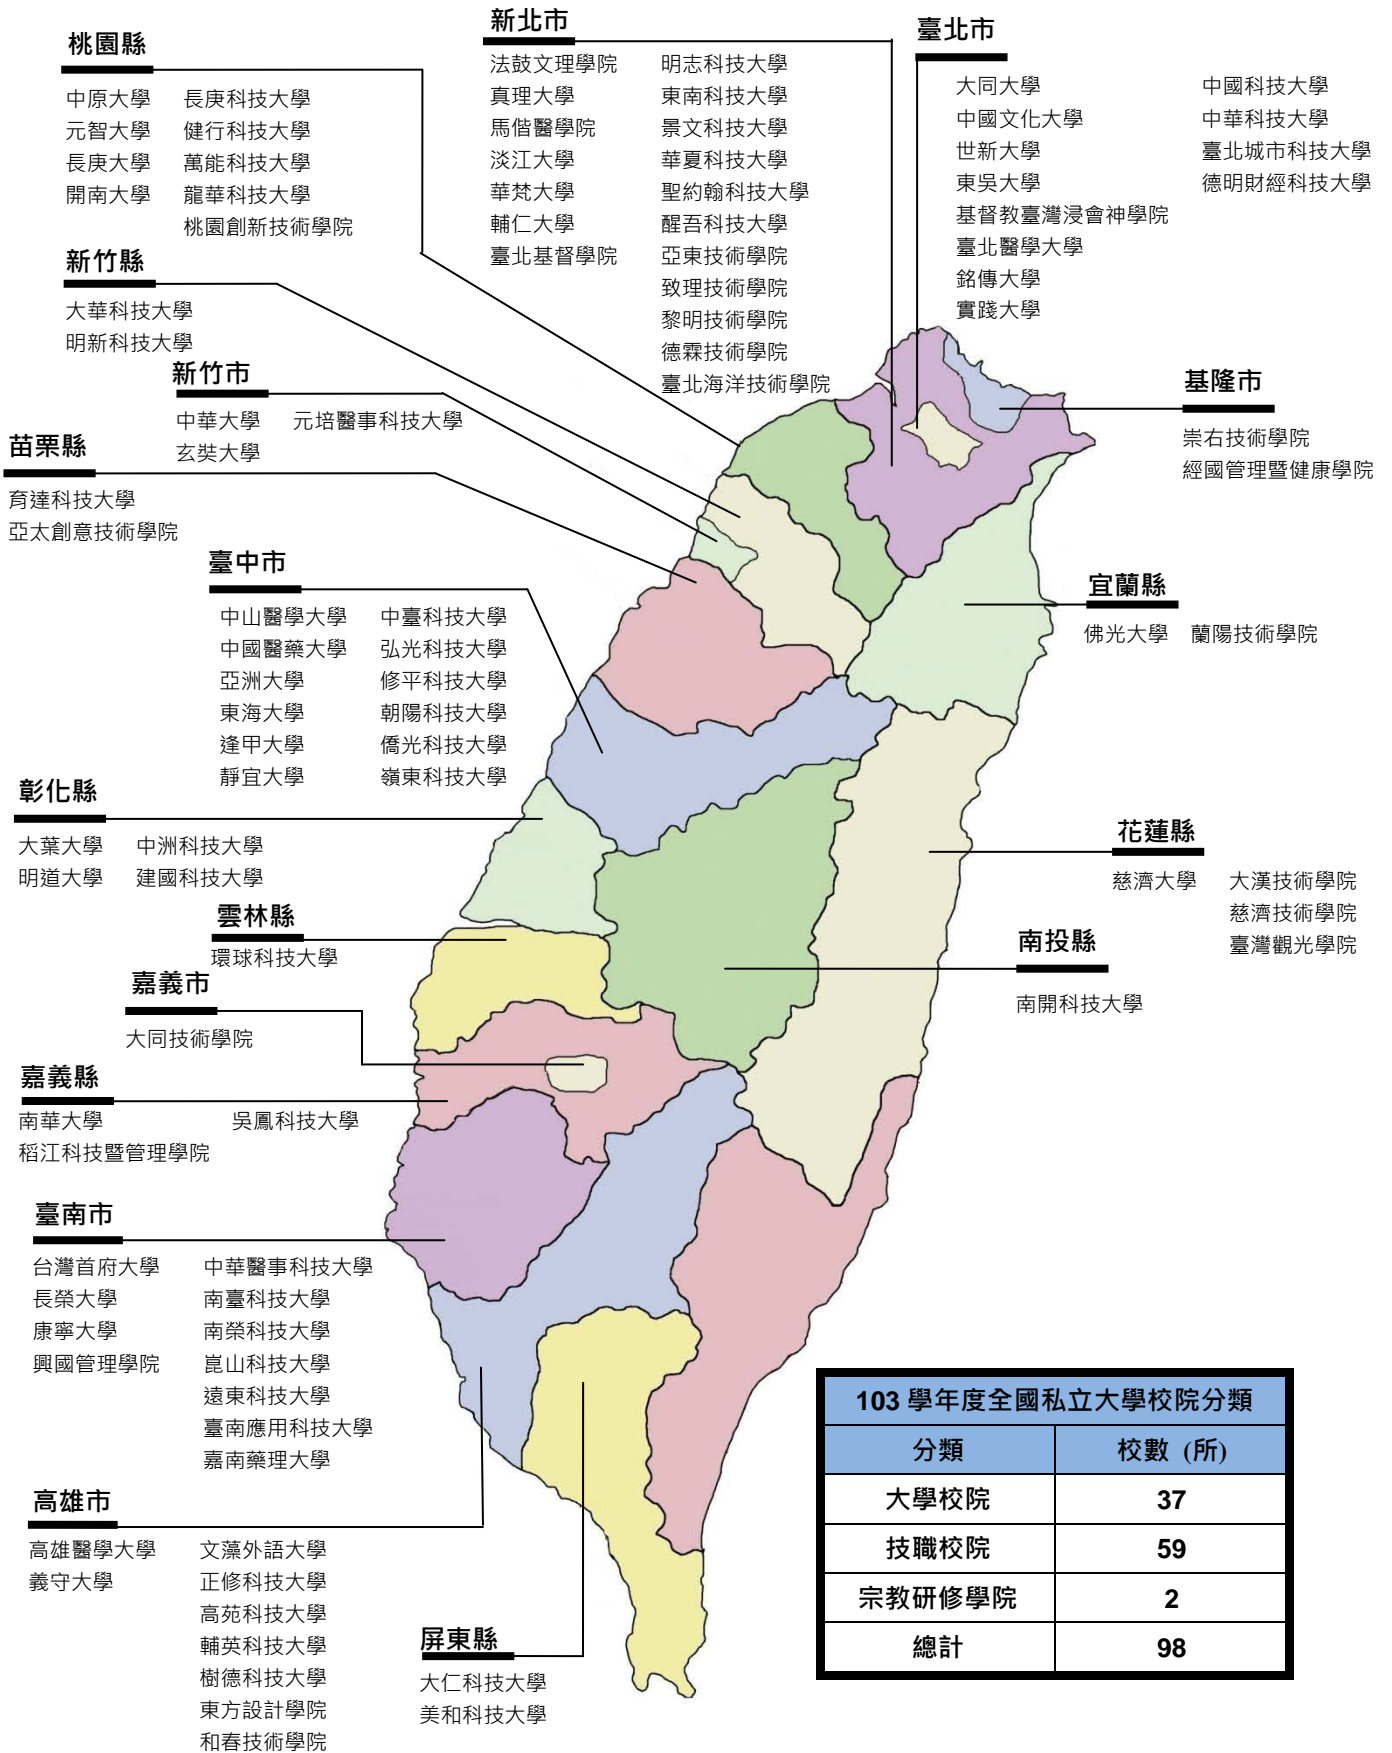 桃園縣
中原大學 長庚科技大學
元智大學 健行科技大學
長庚大學 萬能科技大學
開南大學 龍華科技大學
桃園創新技術學院
新北市
法鼓文理學院 明志科技大學
真理大學 東南科技大學
馬偕醫學院 景文科技大學
淡江大學 華夏科技大學
華梵大學 聖約翰科技大學
輔仁大學 醒吾科技大學
臺北基督學院 亞東技術學院
致理技術學院
黎明技術學院
德霖技術學院
臺北海洋技術學院
臺北市
大同大學 中國科技大學
中國文化大學 中華科技大學
世新大學 臺北城市科技大學
東吳大學 德明財經科技大學
基督教臺灣浸會神學院
臺北醫學大學
銘傳大學
實踐大學
新竹縣
大華科技大學
明新科技大學
新竹市
中華大學 元培醫事科技大學
玄奘大學
基隆市
崇右技術學院
經國管理暨健康學院
苗栗縣
育達科技大學
亞太創意技術學院
臺中市
中山醫學大學 中臺科技大學
中國醫藥大學 弘光科技大學
亞洲大學 修平科技大學
東海大學 朝陽科技大學
逢甲大學 僑光科技大學
靜宜大學 嶺東科技大學
宜蘭縣
佛光大學 蘭陽技術學院
彰化縣
大葉大學 中洲科技大學
明道大學 建國科技大學
花蓮縣
慈濟大學 大漢技術學院
慈濟技術學院
臺灣觀光學院
雲林縣
環球科技大學
南投縣
南開科技大學
嘉義市
大同技術學院
嘉義縣
南華大學 吳鳳科技大學
稻江科技暨管理學院
臺南市
台灣首府大學 中華醫事科技大學
長榮大學 南臺科技大學
康寧大學 南榮科技大學
興國管理學院 崑山科技大學
遠東科技大學
臺南應用科技大學
嘉南藥理大學
高雄市
高雄醫學大學 文藻外語大學
義守大學 正修科技大學
高苑科技大學
輔英科技大學
樹德科技大學
東方設計學院
和春技術學院
屏東縣
大仁科技大學
美和科技大學
103 學年度全國私立大學校院分類
分類 校數 (所)
大學校院 37
技職校院 59
宗教研修學院 2
總計 98